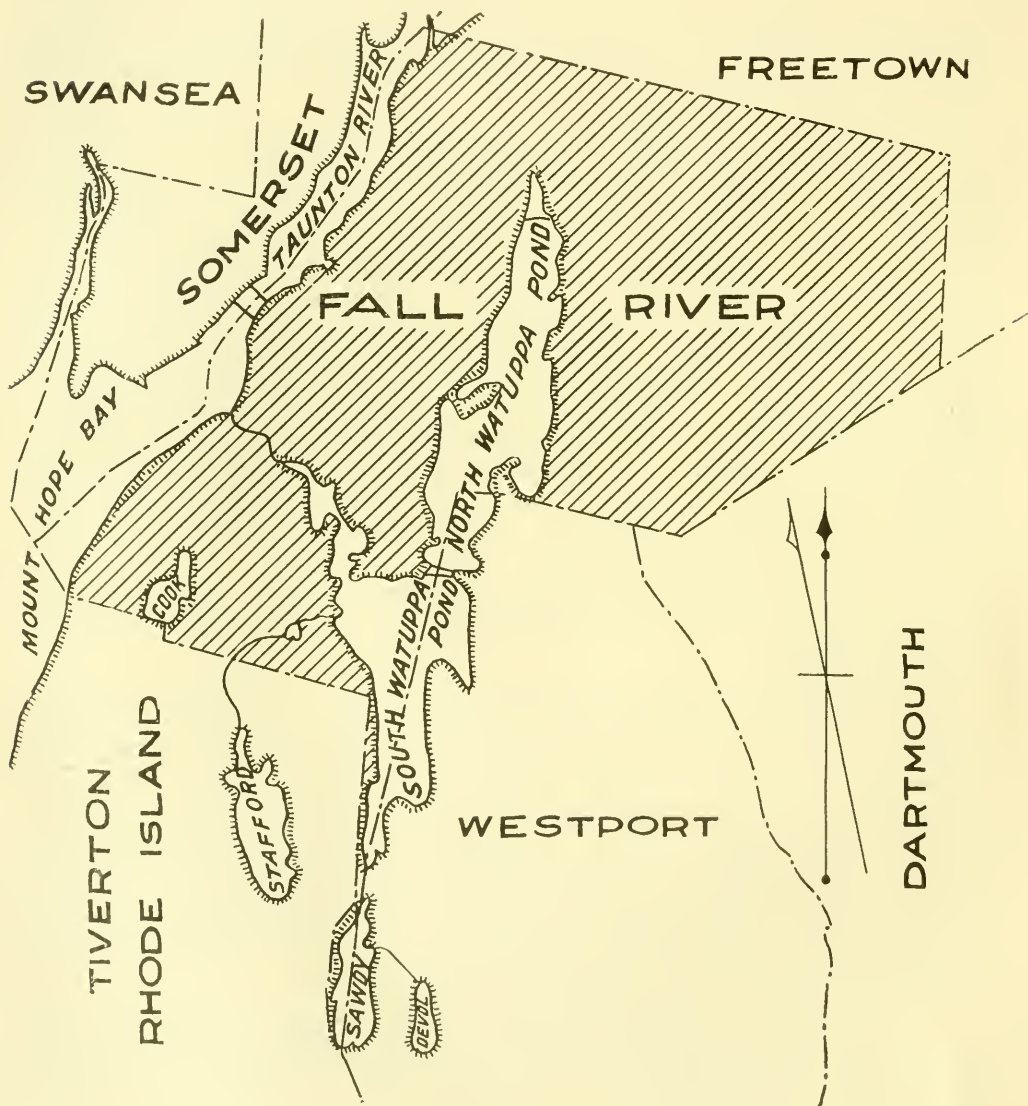 FREETOWN
SWANSEA
SOMERSET
TAUNTON RIVER
FALL RIVER
NORTH WATUPPA POND
MOUNT HOPE BAY
COOK
SOUTH WATUPPA
POND
STAFFORD
WESTPORT
DARTMOUTH
TIVERTON
RHODE ISLAND
SAWDY
DEVOL